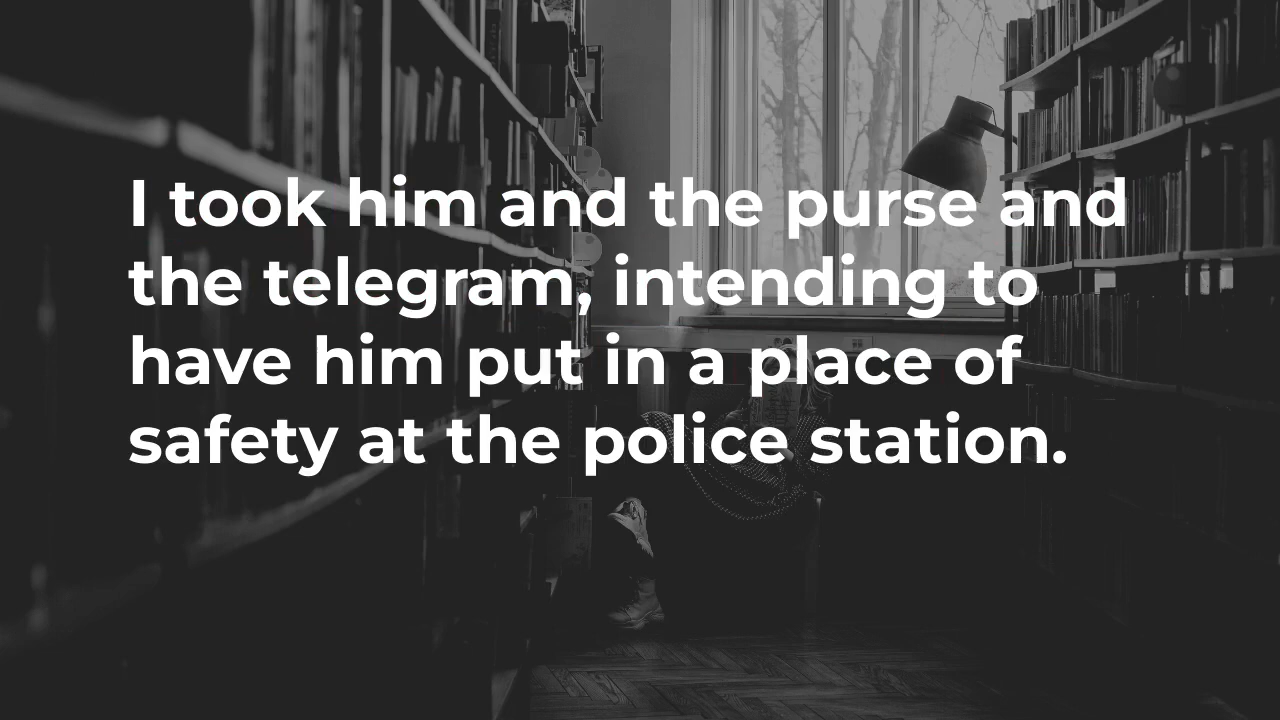 I took him and the purse and
the telegram, intending to
have him put in a place of
safety at the police station.